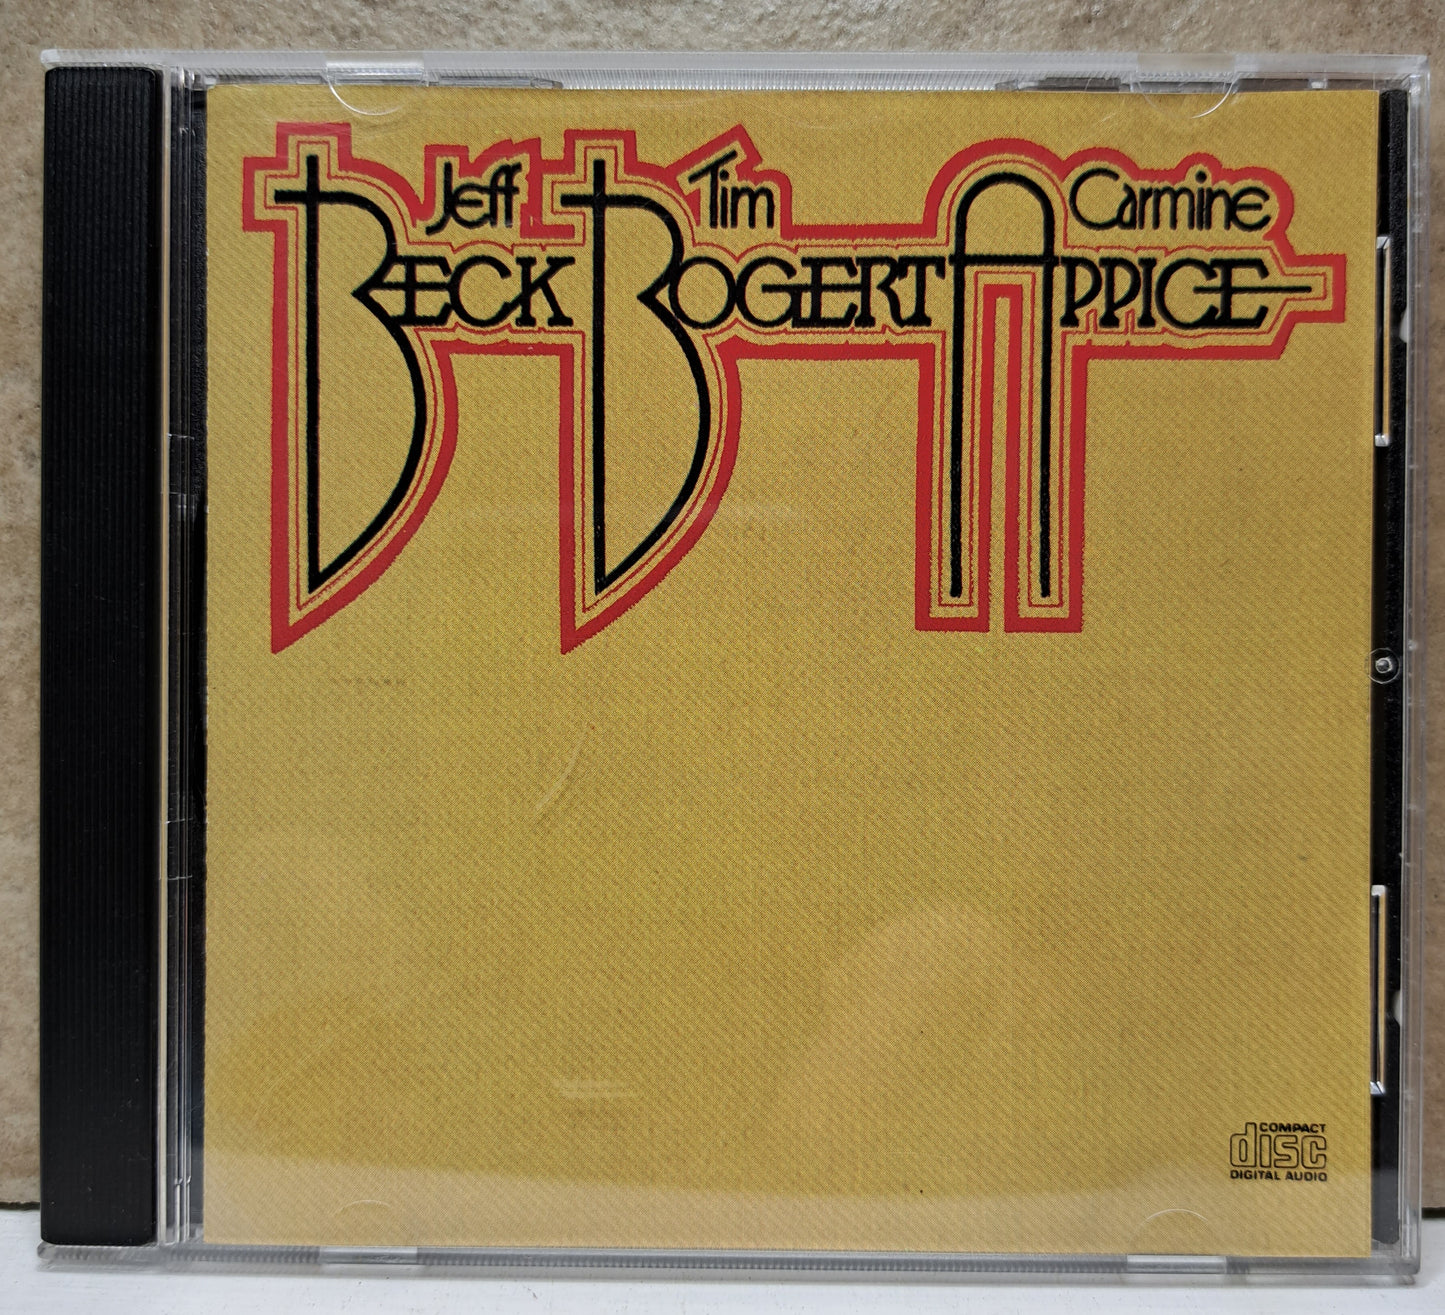 Jeff Tim Carmine
BECK BOGERT APPICE
COMPACT
disc
DIGITAL AUDIO